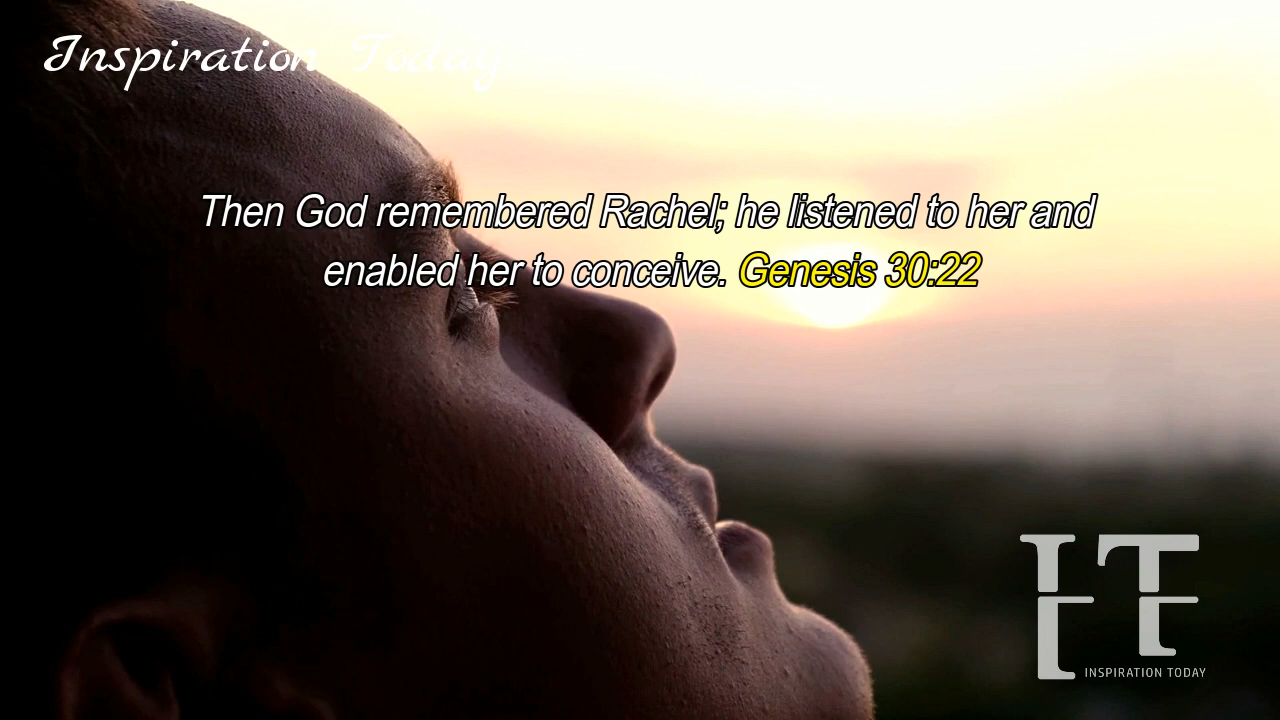 Inspiration Today
Then God remembered Rachel; he listened to her and
enabled her to conceive. Genesis 30:22
INSPIRATION TODAY